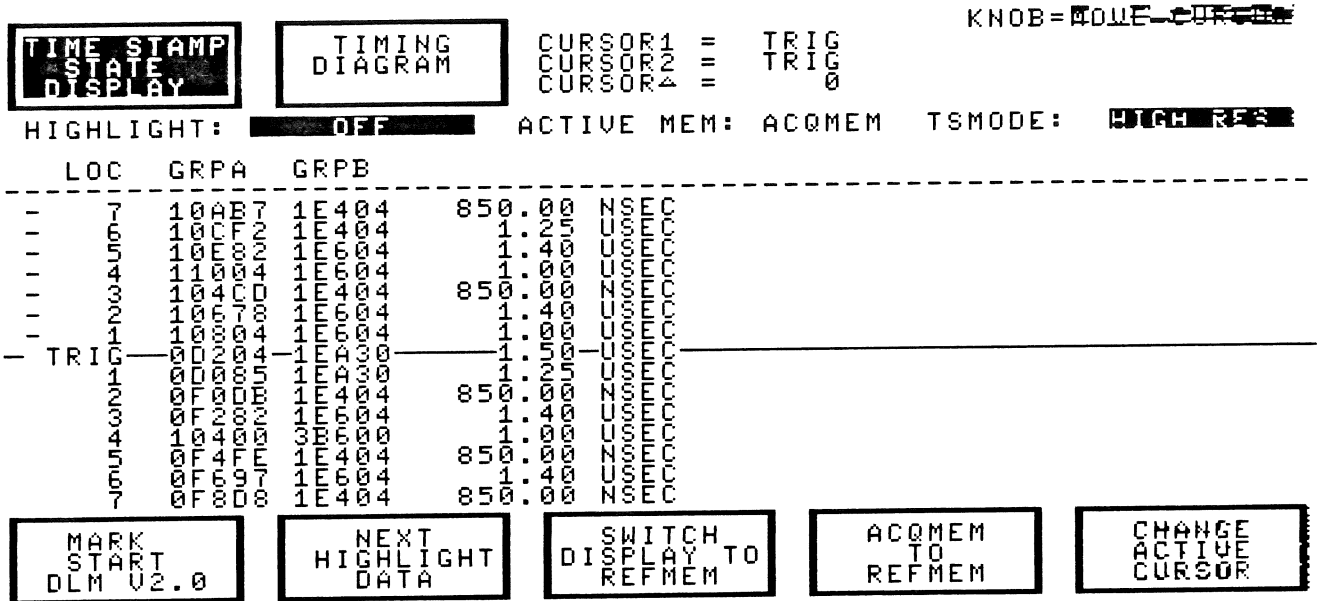 KNOB=MOVE CURSOR
TIME STAMP
STATE
DISPLAY
TIMING
DIAGRAM
CURSOR1 = TRIG
CURSOR2 = TRIG
CURSOR△ = 0
HIGHLIGHT: OFF ACTIVE MEM: ACQMEM TSMODE: HIGH RES
LOC GRPA GRPB
- 7 10AB7 1E404 850.00 NSEC
- 6 10CF2 1E404 1.25 USEC
- 5 10E82 1E604 1.40 USEC
- 4 11004 1E604 1.00 USEC
- 3 104CD 1E404 850.00 NSEC
- 2 10678 1E604 1.40 USEC
- 1 10804 1E604 1.00 USEC
- TRIG 0D204 1EA30 1.50 USEC
1 0D085 1EA30 1.25 USEC
2 0F0DB 1E404 850.00 NSEC
3 0F282 1E604 1.40 USEC
4 10400 3B600 1.00 USEC
5 0F4FE 1E404 850.00 NSEC
6 0F697 1E604 1.40 USEC
7 0F8D8 1E404 850.00 NSEC
MARK
START
DLM V2.0
NEXT
HIGHLIGHT
DATA
SWITCH
DISPLAY TO
REFMEM
ACQMEM
TO
REFMEM
CHANGE
ACTIVE
CURSOR